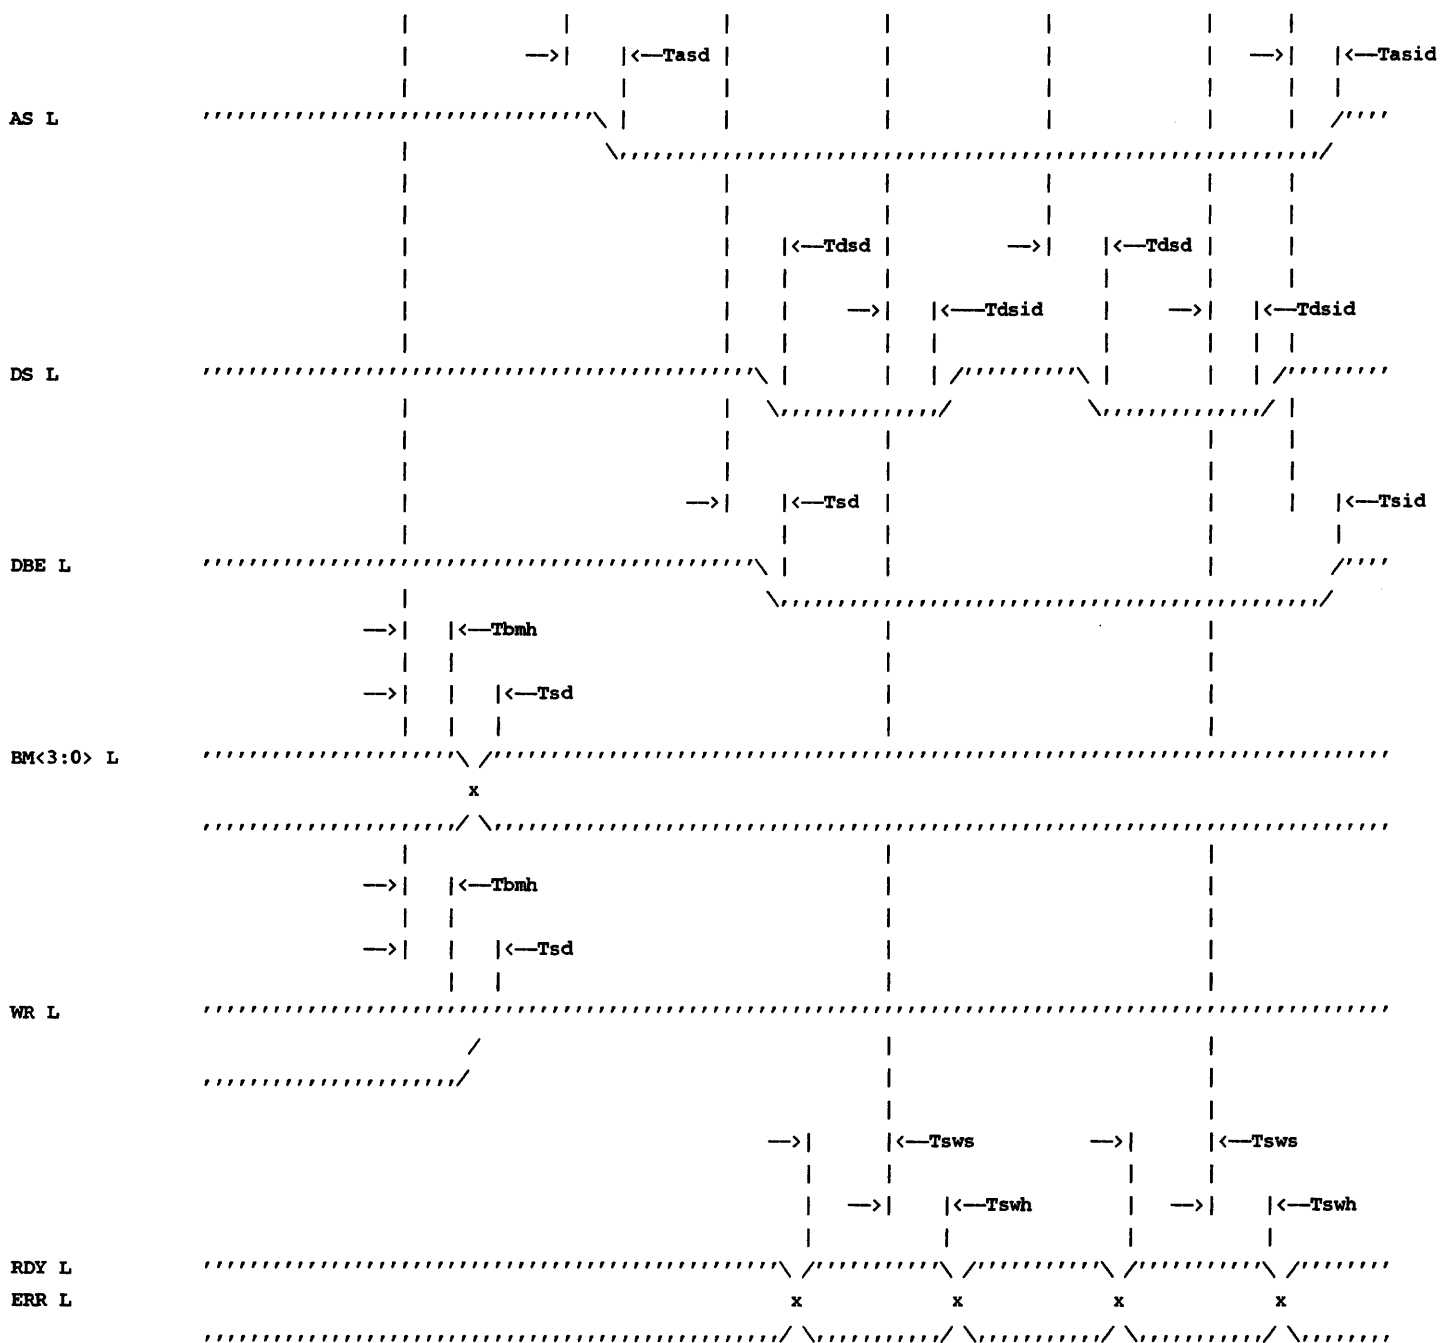 —>| |<—Tasd —>| |<—Tasid
AS L
|<—Tdsd —>| |<—Tdsd
—>| |<—Tdsid —>| |<—Tdsid
DS L
—>| |<—Tsd |<—Tsid
DBE L
—>| |<—Tbmh
—>| |<—Tsd
BM<3:0> L
x
—>| |<—Tbmh
—>| |<—Tsd
WR L
—>| |<—Tsws —>| |<—Tsws
—>| |<—Tswh —>| |<—Tswh
RDY L
ERR L x x x x